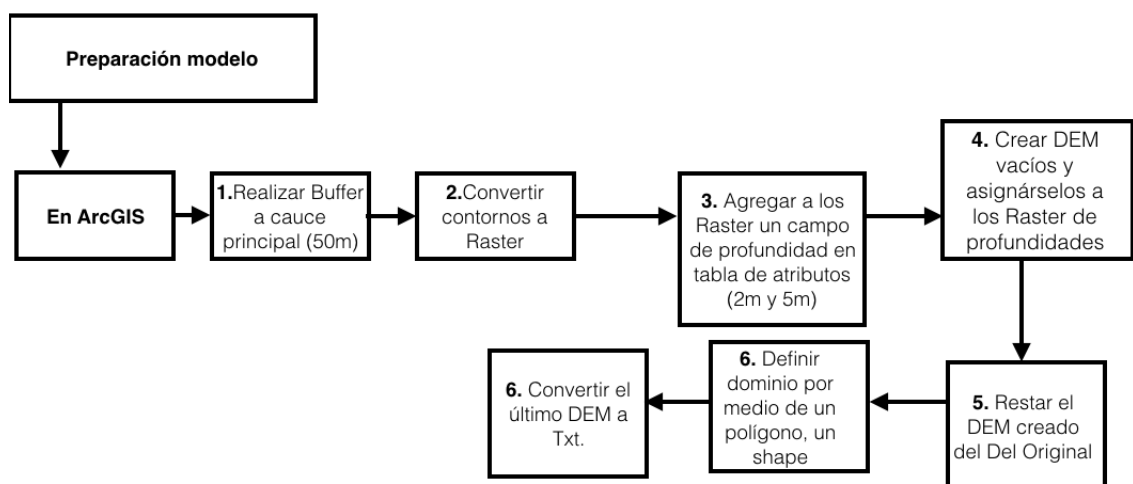 Preparación modelo
En ArcGIS
1.Realizar Buffer
a cauce
principal (50m)
2.Convertir
contornos a
Raster
3. Agregar a los
Raster un campo
de profundidad en
tabla de atributos
(2m y 5m)
4. Crear DEM
vacíos y
asignárselos a
los Raster de
profundidades
5. Restar el
DEM creado
del Del Original
6. Definir
dominio por
medio de un
polígono, un
shape
6. Convertir el
último DEM a
Txt.